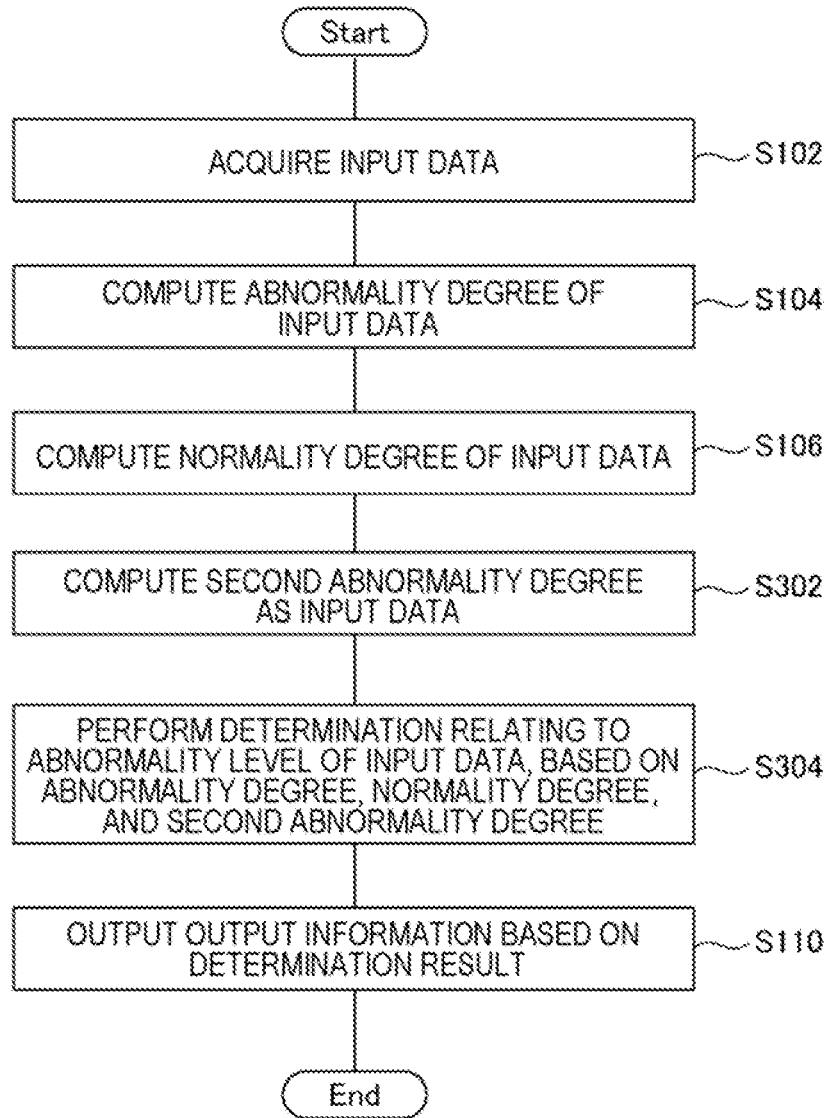 Start
ACQUIRE INPUT DATA
S102
COMPUTE ABNORMALITY DEGREE OF
INPUT DATA
S104
COMPUTE NORMALITY DEGREE OF INPUT DATA
S106
COMPUTE SECOND ABNORMALITY DEGREE
AS INPUT DATA
S302
PERFORM DETERMINATION RELATING TO
ABNORMALITY LEVEL OF INPUT DATA, BASED ON
ABNORMALITY DEGREE, NORMALITY DEGREE,
AND SECOND ABNORMALITY DEGREE
S304
OUTPUT OUTPUT INFORMATION BASED ON
DETERMINATION RESULT
S110
End